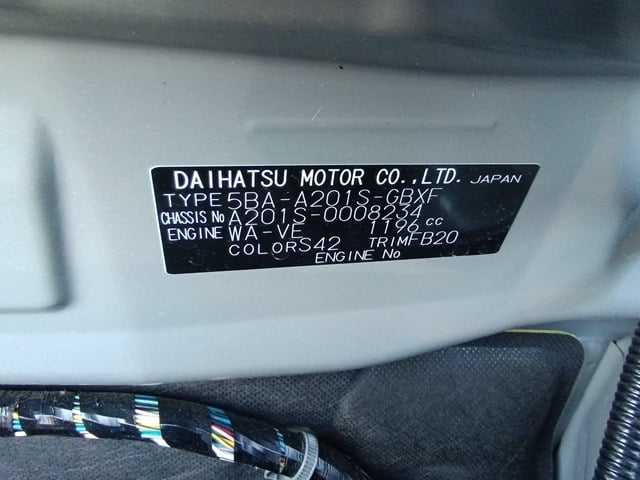 DAIHATSU MOTOR CO.,LTD. JAPAN
TYPE 5BA-A201S-GBXF
CHASSIS No A201S-0008234
ENGINE WA-VE 1196 cc
COLOR S42 TRIM FB20
ENGINE No